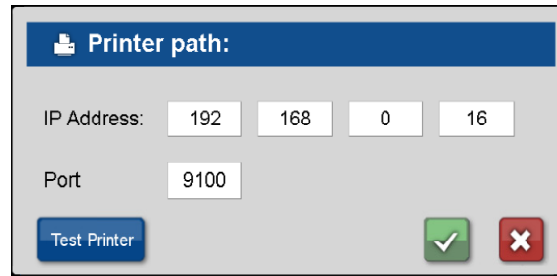 Printer path:
IP Address: 192 168 0 16
Port 9100
Test Printer